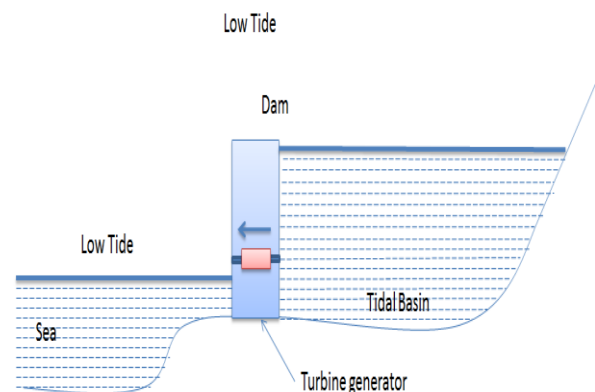 Low Tide
Dam
Low Tide
Tidal Basin
Sea
Turbine generator